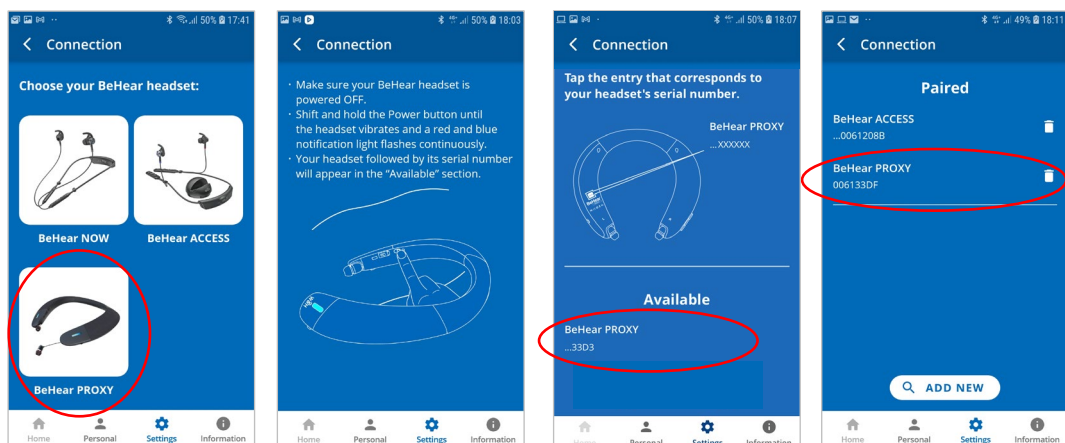 50% 17:41
Connection
Choose your BeHear headset:
BeHear NOW
BeHear ACCESS
BeHear PROXY
Home
Personal
Settings
Information
50% 18:03
Connection
· Make sure your BeHear headset is
powered OFF.
· Shift and hold the Power button until
the headset vibrates and a red and blue
notification light flashes continuously.
· Your headset followed by its serial number
will appear in the “Available” section.
Home
Personal
Settings
Information
50% 18:07
Connection
Tap the entry that corresponds to
your headset's serial number.
BeHear PROXY
...XXXXXX
Available
BeHear PROXY
...33D3
Home
Personal
Settings
Information
49% 18:11
Connection
Paired
BeHear ACCESS
...0061208B
BeHear PROXY
006133DF
ADD NEW
Home
Personal
Settings
Information